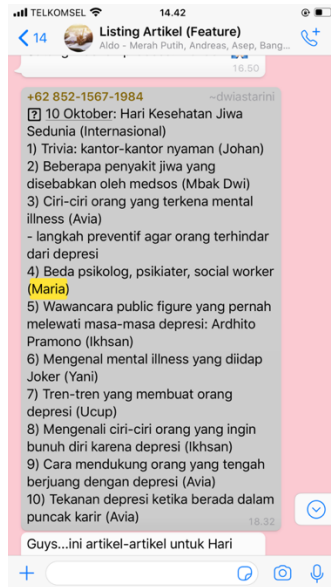 TELKOMSEL 14.42
14 Listing Artikel (Feature)
Aldo - Merah Putih, Andreas, Asep, Bang...
16.50
+62 852-1567-1984 ~dwiastarini
10 Oktober: Hari Kesehatan Jiwa
Sedunia (Internasional)
1) Trivia: kantor-kantor nyaman (Johan)
2) Beberapa penyakit jiwa yang
disebabkan oleh medsos (Mbak Dwi)
3) Ciri-ciri orang yang terkena mental
illness (Avia)
- langkah preventif agar orang terhindar
dari depresi
4) Beda psikolog, psikiater, social worker
(Maria)
5) Wawancara public figure yang pernah
melewati masa-masa depresi: Ardhito
Pramono (Ikhsan)
6) Mengenal mental illness yang diidap
Joker (Yani)
7) Tren-tren yang membuat orang
depresi (Ucup)
8) Mengenali ciri-ciri orang yang ingin
bunuh diri karena depresi (Ikhsan)
9) Cara mendukung orang yang tengah
berjuang dengan depresi (Avia)
10) Tekanan depresi ketika berada dalam
puncak karir (Avia)
18.32
Guys...ini artikel-artikel untuk Hari